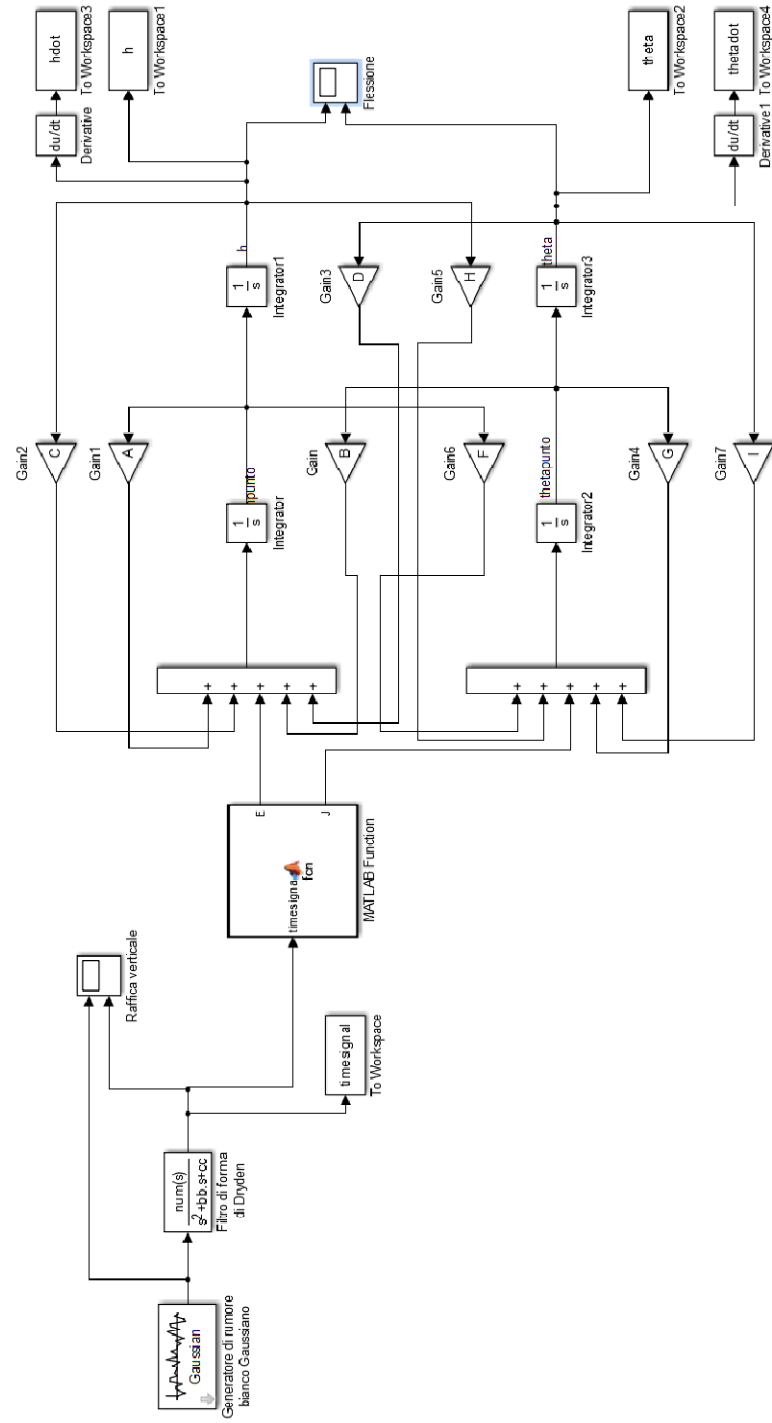 Gaussian
Generatore di rumore
bianco Gaussiano
num(s)
s²+bb.s+cc
Filtro di forma
di Dryden
Raffica verticale
timesignal
To Workspace
timesigna
fcn
E
J
MATLAB Function
+
+
+
+
+
+
+
+
+
+
Gain2
C
Gain1
A
1
s
Integrator
Gain
B
Gain6
F
thetapunto
1
s
Integrator2
Gain4
G
Gain7
I
h
1
s
Integrator1
Gain3
D
Gain5
H
theta
1
s
Integrator3
hdot
To Workspace3
du/dt
Derivative
h
To Workspace1
Flessione
theta
To Workspace2
thetadot
To Workspace4
du/dt
Derivative1